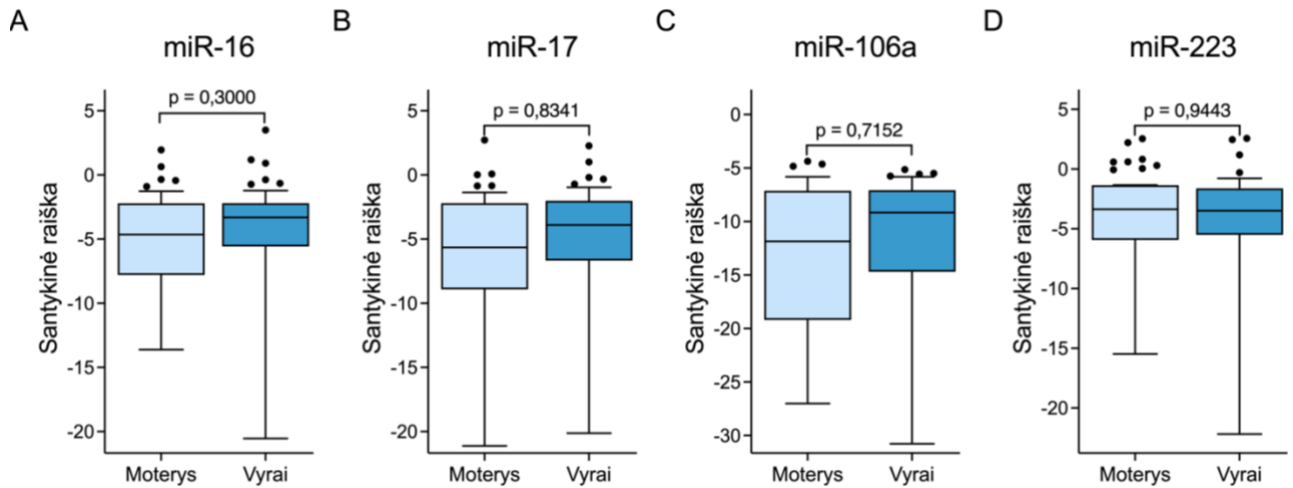 A
miR-16
p = 0,3000
Santykinė raiška
5
0
-5
-10
-15
-20
Moterys
Vyrai
B
miR-17
p = 0,8341
Santykinė raiška
5
0
-5
-10
-15
-20
Moterys
Vyrai
C
miR-106a
p = 0,7152
Santykinė raiška
0
-5
-10
-15
-20
-25
-30
Moterys
Vyrai
D
miR-223
p = 0,9443
Santykinė raiška
5
0
-5
-10
-15
-20
Moterys
Vyrai